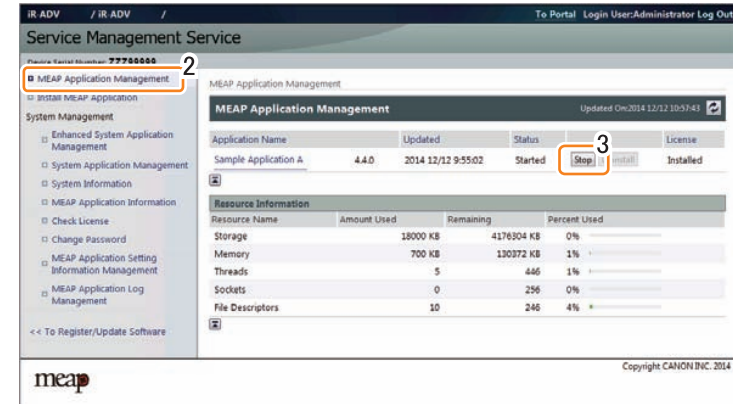 iR-ADV / iR-ADV / To Portal Login User:Administrator Log Out
Service Management Service
Device Serial Number: ZZZ99999
2
MEAP Application Management
Install MEAP Application
System Management
Enhanced System Application
Management
System Application Management
System Information
MEAP Application Information
Check License
Change Password
MEAP Application Setting
Information Management
MEAP Application Log
Management
<< To Register/Update Software
MEAP Application Management
MEAP Application Management Updated On:2014 12/12 10:57:43
Application Name Updated Status License
3
Sample Application A 4.4.0 2014 12/12 9:55:02 Started Stop Installed
Resource Information
Resource Name Amount Used Remaining Percent Used
Storage 18000 KB 4176304 KB 0%
Memory 700 KB 130372 KB 1%
Threads 5 446 1%
Sockets 0 256 0%
File Descriptors 10 246 4%
Copyright CANON INC. 2014
meap